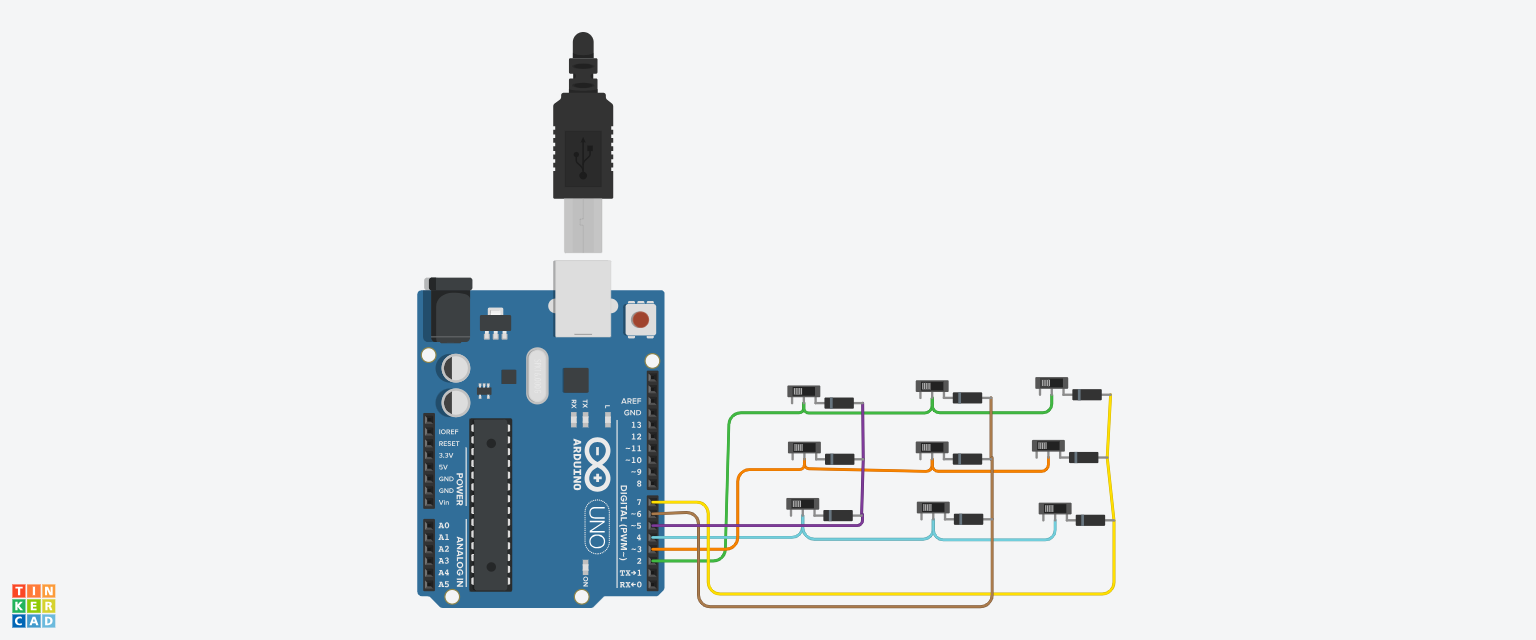 RX
TX
L
AREF
GND
13
12
~11
~10
~9
8
ARDUINO
UNO
DIGITAL (PWM~)
7
~6
~5
4
~3
2
TX→1
RX←0
ON
IOREF
RESET
3.3V
5V
GND
GND
Vin
POWER
A0
A1
A2
A3
A4
A5
ANALOG IN
TIN
KER
CAD